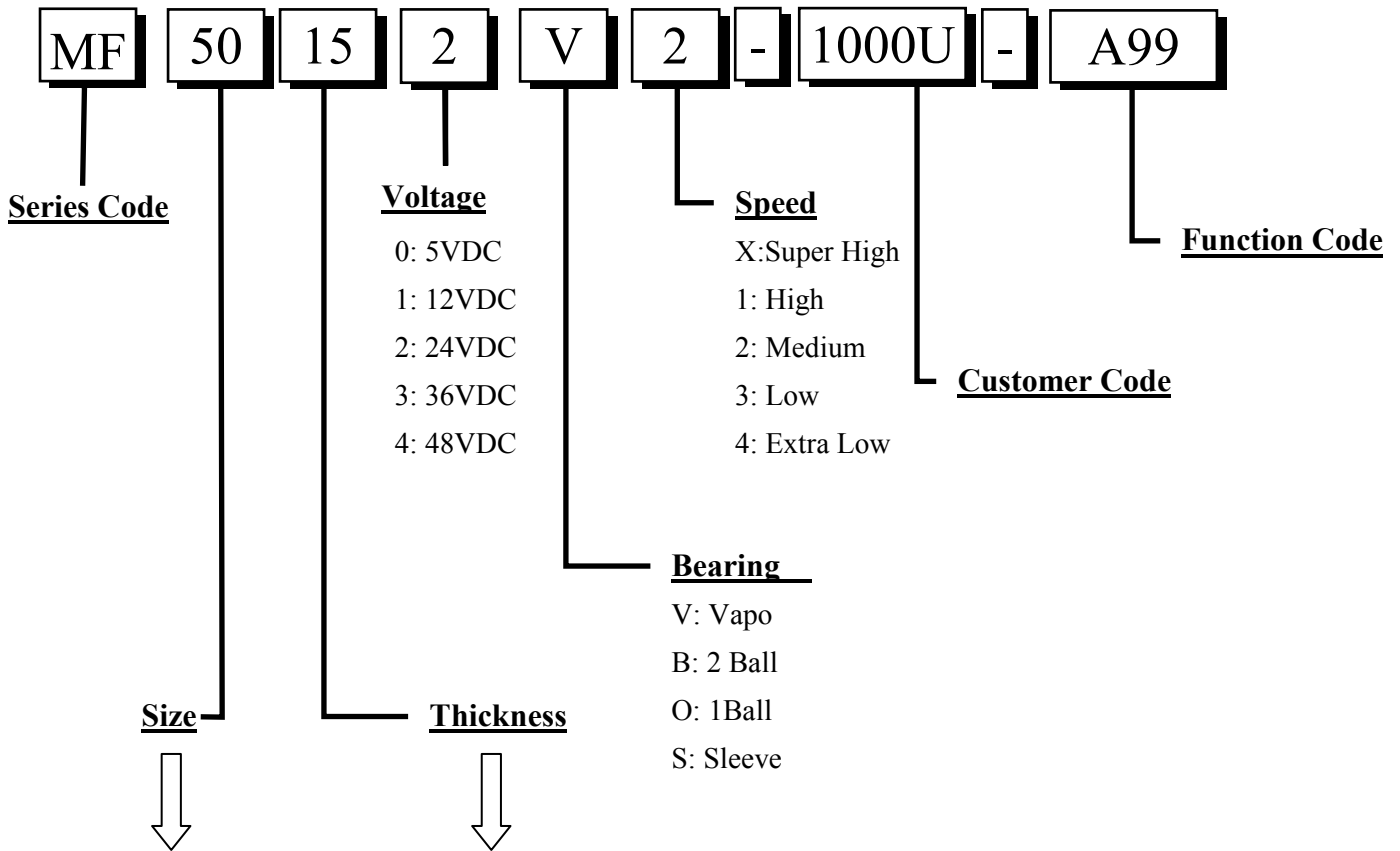 MF 50 15 2 V 2 - 1000U - A99
Series Code
Voltage
0: 5VDC
1: 12VDC
2: 24VDC
3: 36VDC
4: 48VDC
Speed
X:Super High
1: High
2: Medium
3: Low
4: Extra Low
Function Code
Customer Code
Bearing
V: Vapo
B: 2 Ball
O: 1Ball
S: Sleeve
Size
Thickness